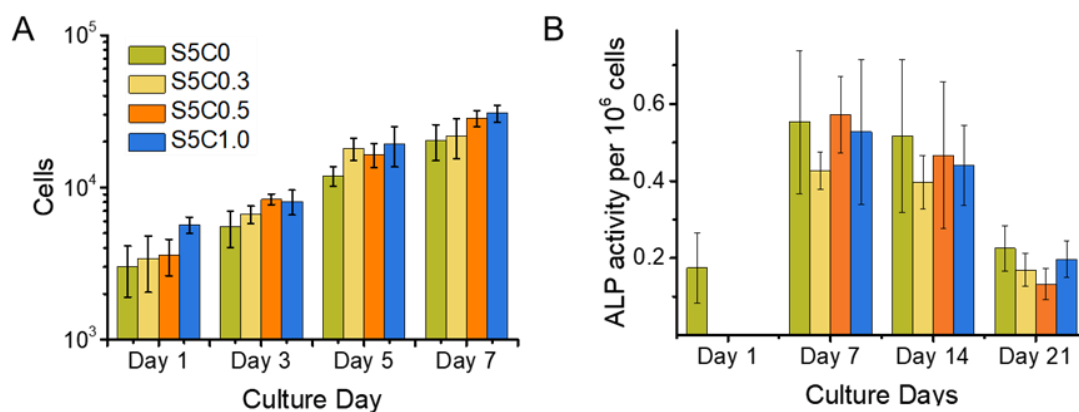 A
Cells
10⁵
10⁴
10³
S5C0
S5C0.3
S5C0.5
S5C1.0
Day 1 Day 3 Day 5 Day 7
Culture Day
B
ALP activity per 10⁶ cells
0.6
0.4
0.2
Day 1 Day 7 Day 14 Day 21
Culture Days